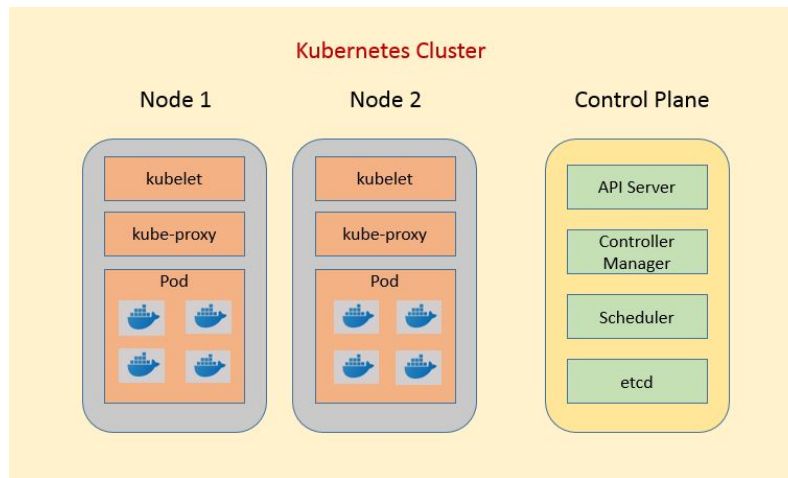 Kubernetes Cluster
Node 1
Node 2
Control Plane
kubelet
kube-proxy
Pod
kubelet
kube-proxy
Pod
API Server
Controller
Manager
Scheduler
etcd